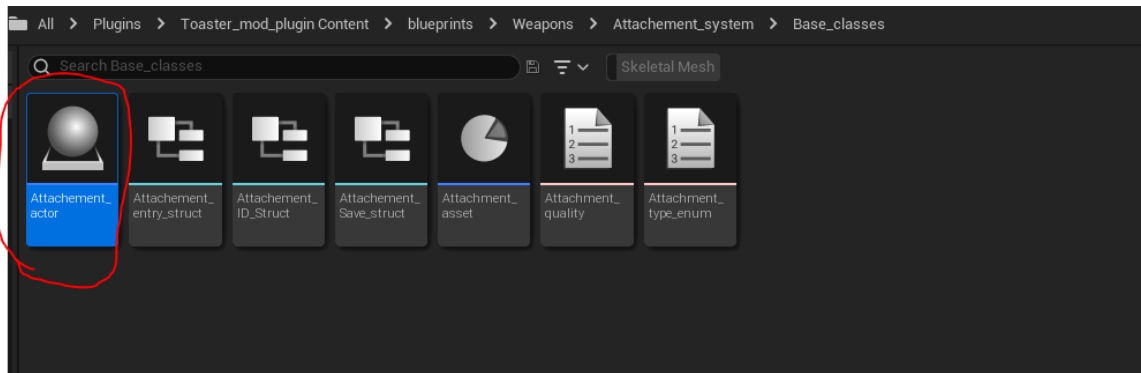 All > Plugins > Toaster_mod_plugin Content > blueprints > Weapons > Attachement_system > Base_classes
Search Base_classes
Skeletal Mesh
Attachement_
actor
Attachement_
entry_struct
Attachement_
ID_Struct
Attachement_
Save_struct
Attachment_
asset
Attachment_
quality
Attachment_
type_enum